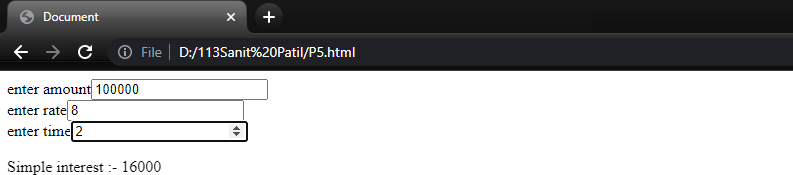 Document
File D:/113Sanit%20Patil/P5.html
enter amount 100000
enter rate 8
enter time 2
Simple interest :- 16000